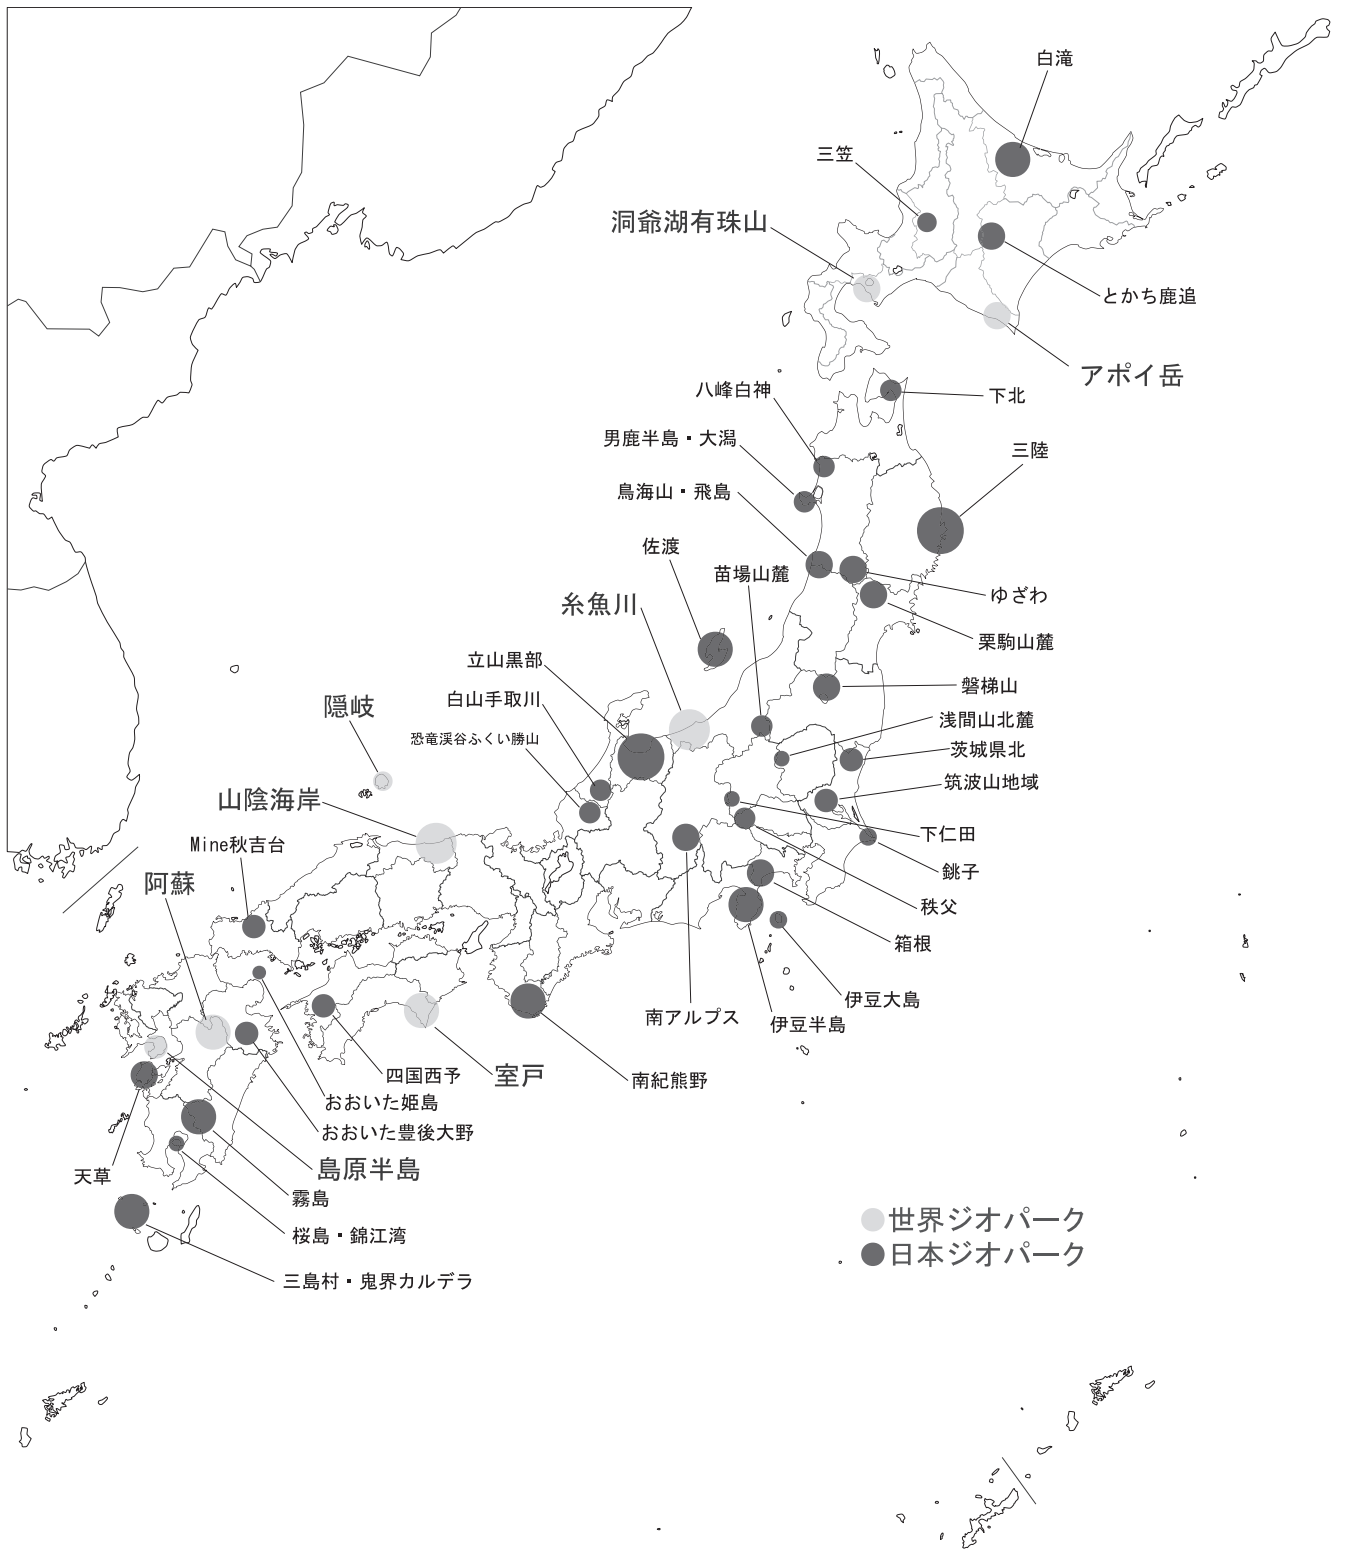 白滝
三笠
洞爺湖有珠山
とかち鹿追
アポイ岳
八峰白神
下北
男鹿半島・大潟
三陸
鳥海山・飛島
佐渡
苗場山麓
ゆざわ
糸魚川
栗駒山麓
立山黒部
磐梯山
白山手取川
隠岐
浅間山北麓
恐竜渓谷ふくい勝山
茨城県北
筑波山地域
山陰海岸
下仁田
Mine秋吉台
銚子
阿蘇
秩父
箱根
伊豆大島
南アルプス
伊豆半島
四国西予
室戸
南紀熊野
おおいた姫島
おおいた豊後大野
島原半島
天草
霧島
桜島・錦江湾
三島村・鬼界カルデラ
世界ジオパーク
日本ジオパーク